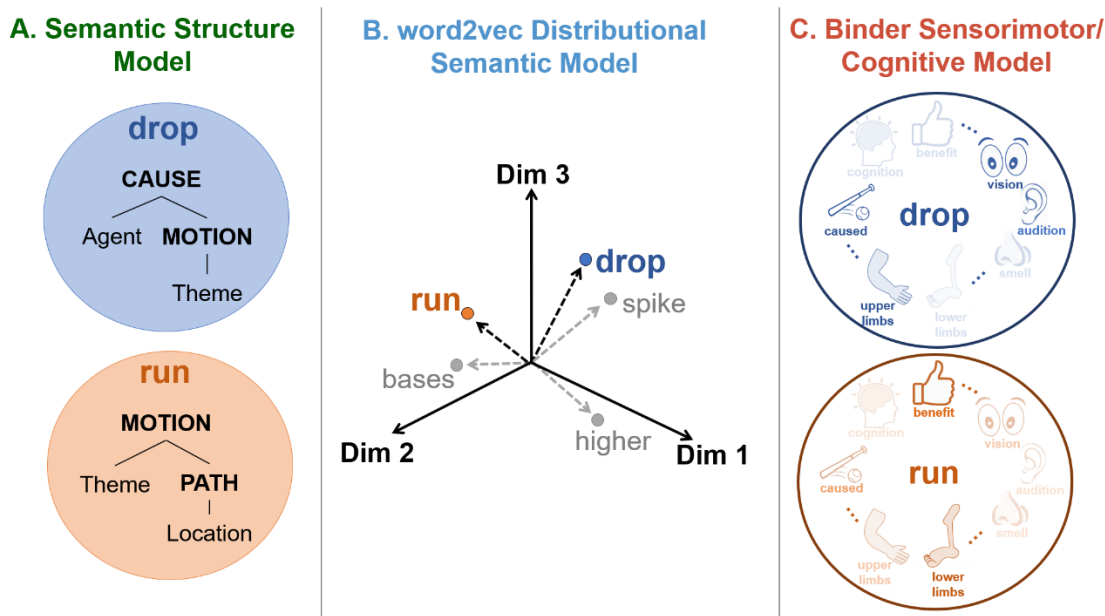 A. Semantic Structure
Model
drop
CAUSE
Agent
MOTION
Theme
run
MOTION
Theme
PATH
Location
B. word2vec Distributional
Semantic Model
Dim 3
drop
run
spike
bases
higher
Dim 2
Dim 1
C. Binder Sensorimotor/
Cognitive Model
benefit
cognition
vision
caused
drop
audition
smell
upper
limbs
lower
limbs
benefit
cognition
vision
caused
run
audition
smell
upper
limbs
lower
limbs